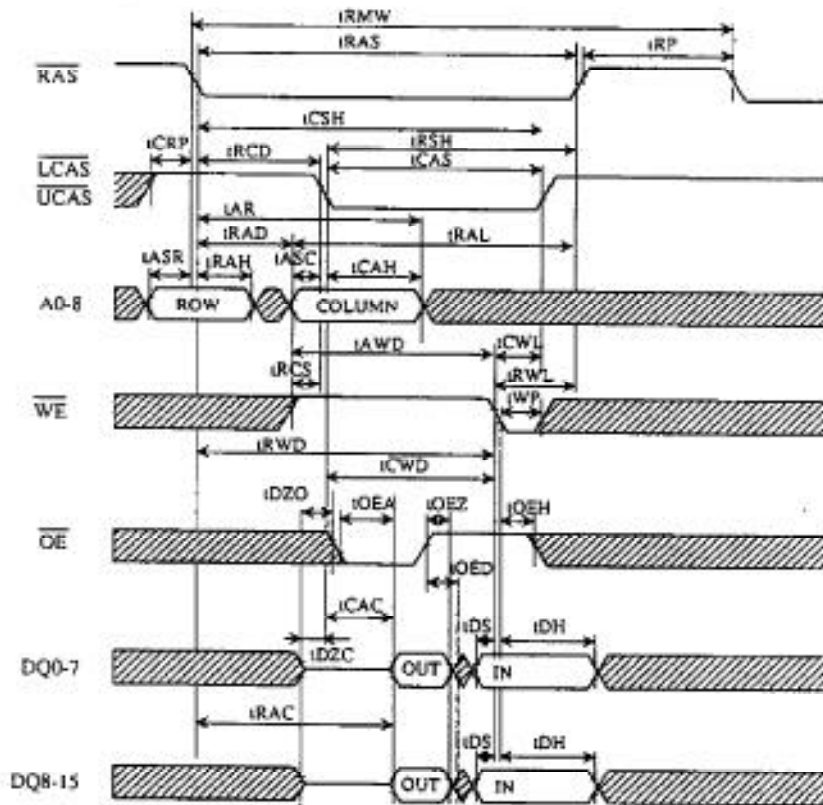 tRMW
tRAS
tRP
RAS
tCSH
tRSH
tCRP
tRCD
tCAS
LCAS
UCAS
tAR
tRAD
tRAL
tASR
tRAH
tASC
tCAH
A0-8
ROW
COLUMN
tAWD
tCWL
tRCS
tRWL
tWP
WE
tRWD
tCWD
tDZO
tOEA
tOEZ
tOEH
OE
tOED
tCAC
tDS
tDH
tDZC
DQ0-7
OUT
IN
tRAC
tDS
tDH
DQ8-15
OUT
IN